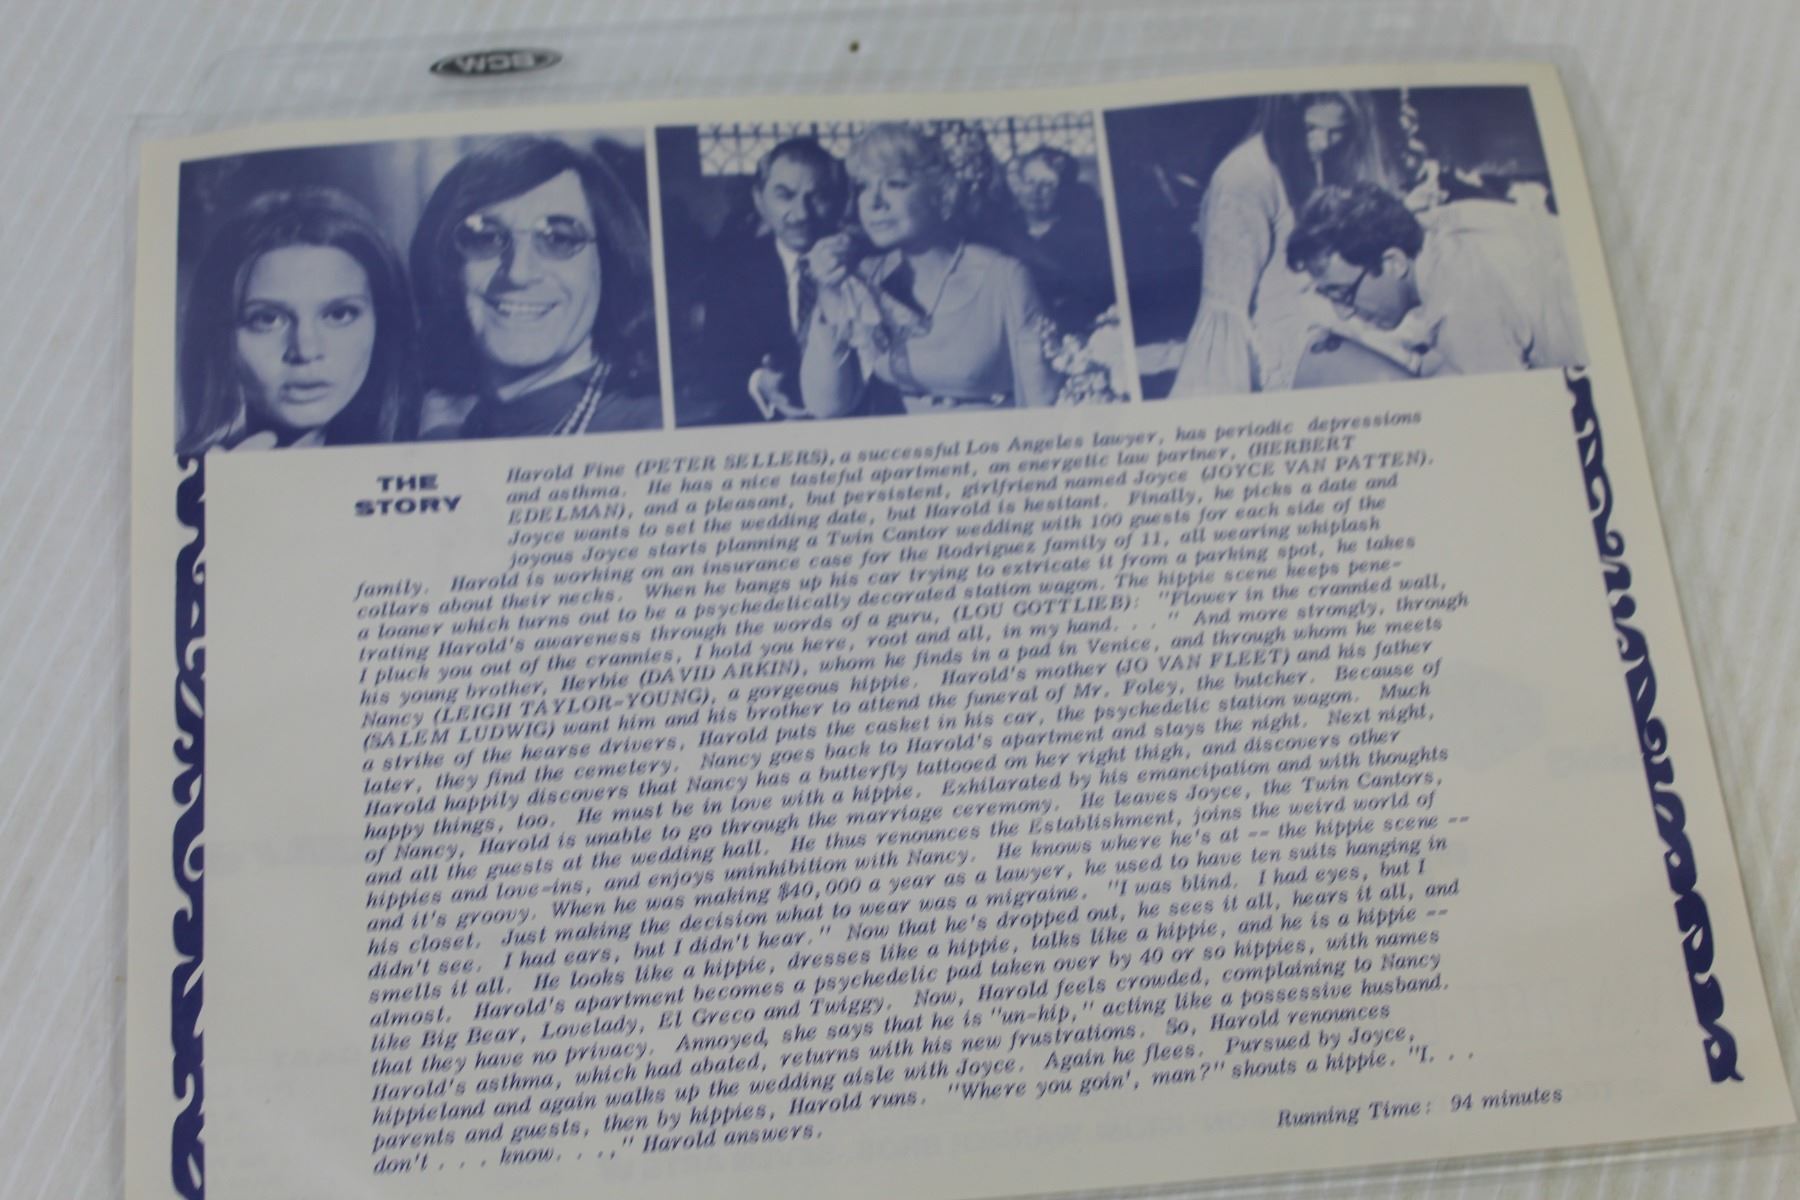 BCW
THE
STORY
Harold Fine (PETER SELLERS), a successful Los Angeles lawyer, has periodic depressions
and asthma. He has a nice tasteful apartment, an energetic law partner, (HERBERT
EDELMAN), and a pleasant, but persistent, girlfriend named Joyce (JOYCE VAN PATTEN).
Joyce wants to set the wedding date, but Harold is hesitant. Finally, he picks a date and
joyous Joyce starts planning a Twin Cantor wedding with 100 guests for each side of the
family. Harold is working on an insurance case for the Rodriguez family of 11, all wearing whiplash
collars about their necks. When he bangs up his car trying to extricate it from a parking spot, he takes
a loaner which turns out to be a psychedelically decorated station wagon. The hippie scene keeps pene-
trating Harold's awareness through the words of a guru, (LOU GOTTLIEB): "Flower in the crannied wall,
I pluck you out of the crannies, I hold you here, root and all, in my hand. . . " And more strongly, through
his young brother, Herbie (DAVID ARKIN), whom he finds in a pad in Venice, and through whom he meets
Nancy (LEIGH TAYLOR-YOUNG), a gorgeous hippie. Harold's mother (JO VAN FLEET) and his father
(SALEM LUDWIG) want him and his brother to attend the funeral of Mr. Foley, the butcher. Because of
a strike of the hearse drivers, Harold puts the casket in his car, the psychedelic station wagon. Much
later, they find the cemetery. Nancy goes back to Harold's apartment and stays the night. Next night,
Harold happily discovers that Nancy has a butterfly tattooed on her right thigh, and discovers other
happy things, too. He must be in love with a hippie. Exhilarated by his emancipation and with thoughts
of Nancy, Harold is unable to go through the marriage ceremony. He leaves Joyce, the Twin Cantors,
and all the guests at the wedding hall. He thus renounces the Establishment, joins the weird world of
hippies and love-ins, and enjoys uninhibition with Nancy. He knows where he's at -- the hippie scene --
and it's groovy. When he was making $40,000 a year as a lawyer, he used to have ten suits hanging in
his closet. Just making the decision what to wear was a migraine. "I was blind. I had eyes, but I
didn't see. I had ears, but I didn't hear." Now that he's dropped out, he sees it all, hears it all, and
smells it all. He looks like a hippie, dresses like a hippie, talks like a hippie, and he is a hippie --
almost. Harold's apartment becomes a psychedelic pad taken over by 40 or so hippies, with names
like Big Bear, Lovelady, El Greco and Twiggy. Now, Harold feels crowded, complaining to Nancy
that they have no privacy. Annoyed, she says that he is "un-hip," acting like a possessive husband.
Harold's asthma, which had abated, returns with his new frustrations. So, Harold renounces
hippieland and again walks up the wedding aisle with Joyce. Again he flees. Pursued by Joyce,
parents and guests, then by hippies, Harold runs. "Where you goin', man?" shouts a hippie. "I. . .
don't . . . know. . .," Harold answers.
Running Time: 94 minutes